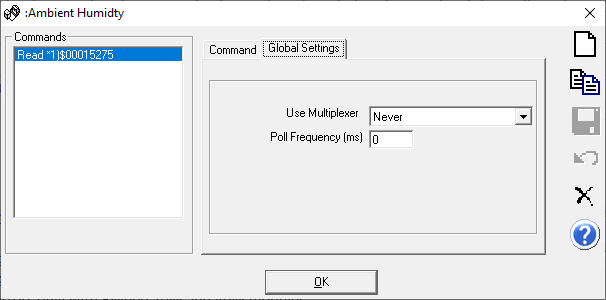 :Ambient Humidty
Commands
Read *1)$00015275
Command
Global Settings
Use Multiplexer
Never
Poll Frequency (ms)
0
?
OK